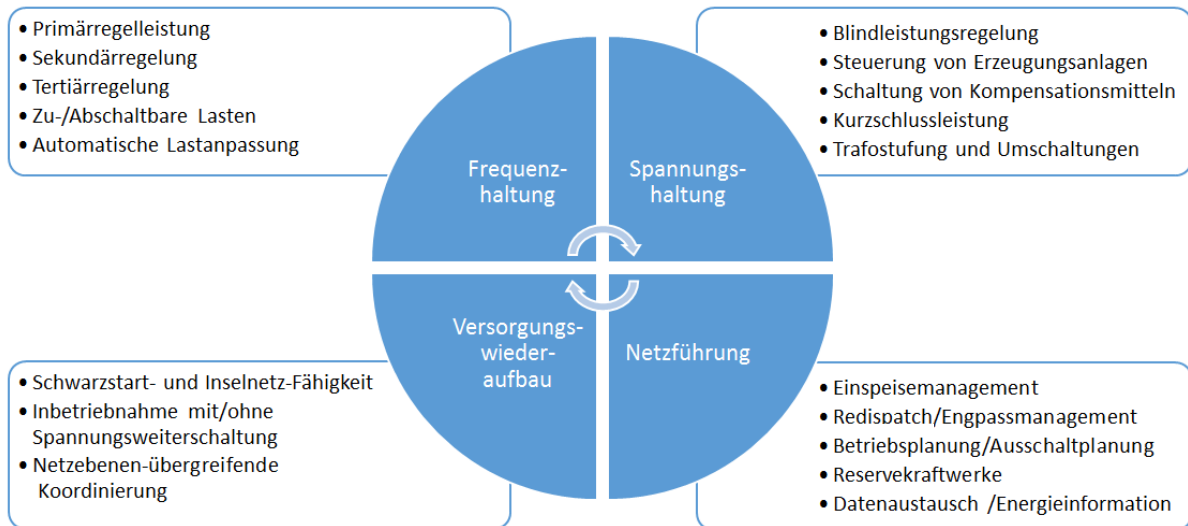 • Primärregelleistung
• Sekundärregelung
• Tertiärregelung
• Zu-/Abschaltbare Lasten
• Automatische Lastanpassung
• Blindleistungsregelung
• Steuerung von Erzeugungsanlagen
• Schaltung von Kompensationsmitteln
• Kurzschlussleistung
• Trafostufung und Umschaltungen
Frequenz-
haltung
Spannungs-
haltung
Versorgungs-
wieder-
aufbau
Netzführung
• Schwarzstart- und Inselnetz-Fähigkeit
• Inbetriebnahme mit/ohne
Spannungsweiterschaltung
• Netzebenen-übergreifende
Koordinierung
• Einspeisemanagement
• Redispatch/Engpassmanagement
• Betriebsplanung/Ausschaltplanung
• Reservekraftwerke
• Datenaustausch /Energieinformation